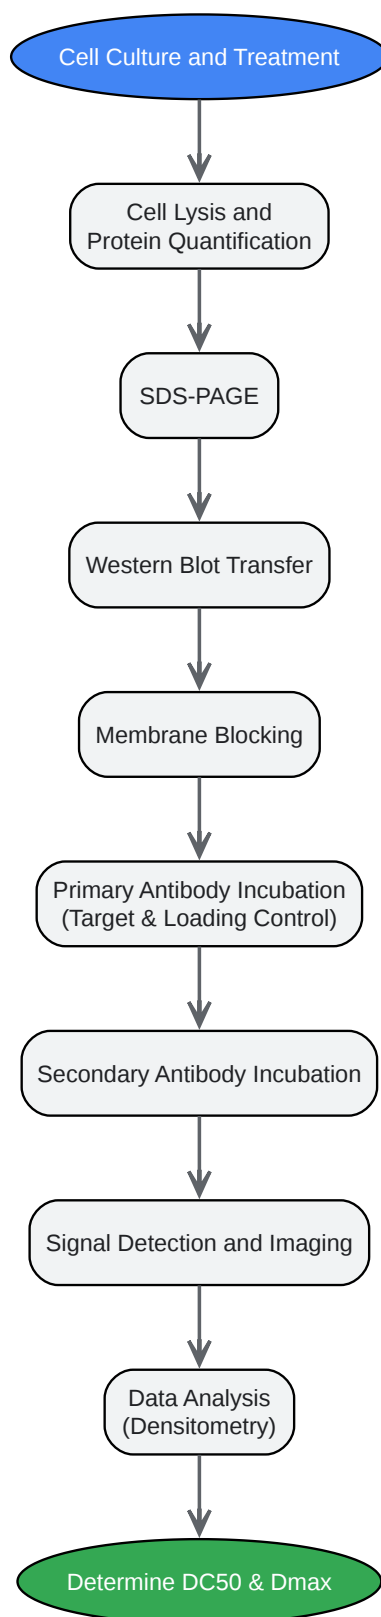 Cell Culture and Treatment
Cell Lysis and
Protein Quantification
SDS-PAGE
Western Blot Transfer
Membrane Blocking
Primary Antibody Incubation
(Target & Loading Control)
Secondary Antibody Incubation
Signal Detection and Imaging
Data Analysis
(Densitometry)
Determine DC50 & Dmax